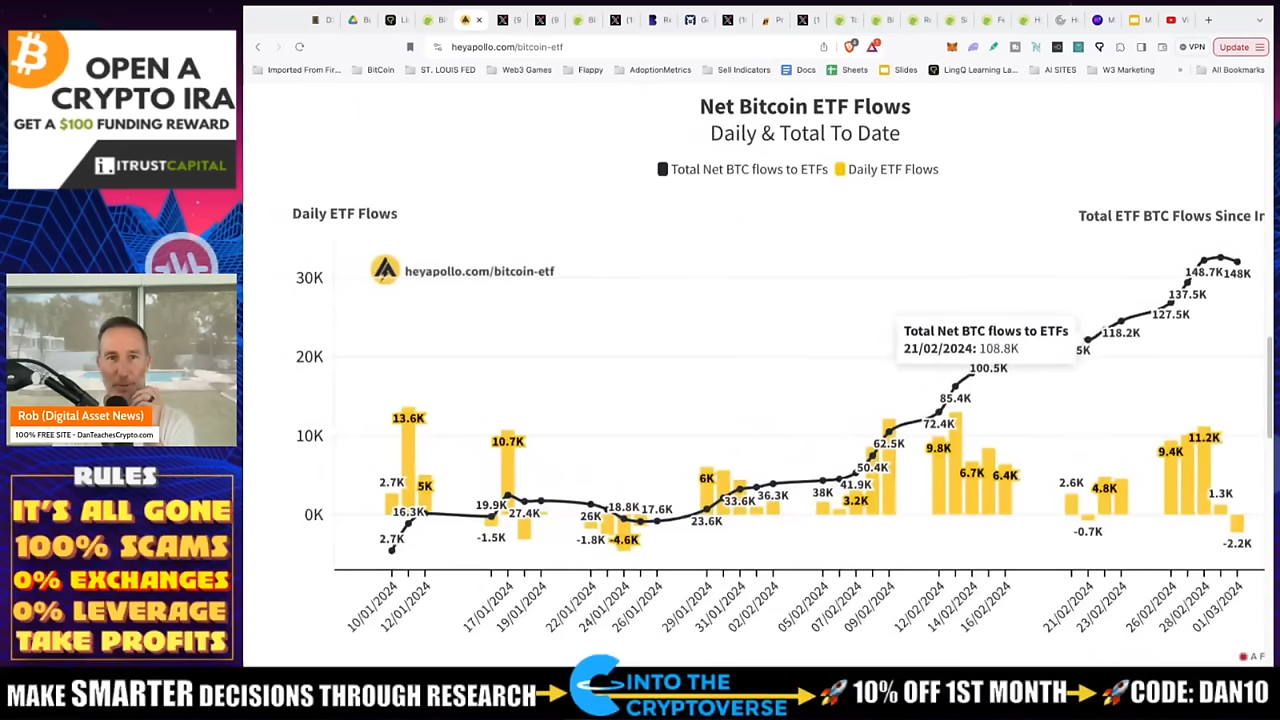 OPEN A
CRYPTO IRA
GET A $100 FUNDING REWARD
i. iTRUSTCAPITAL
Rob (Digital Asset News)
100% FREE SITE - DanTeachesCrypto.com
RULES
IT'S ALL GONE
100% SCAMS
0% EXCHANGES
0% LEVERAGE
TAKE PROFITS
heyapollo.com/bitcoin-etf
VPN
Update
Imported From Fir...
BitCoin
ST. LOUIS FED
Web3 Games
Flappy
AdoptionMetrics
Sell Indicators
Docs
Sheets
Slides
LingQ Learning La...
AI SITES
W3 Marketing
»
All Bookmarks
Net Bitcoin ETF Flows
Daily & Total To Date
Total Net BTC flows to ETFs
Daily ETF Flows
Daily ETF Flows
Total ETF BTC Flows Since In
heyapollo.com/bitcoin-etf
30K
20K
10K
0K
2.7K
13.6K
5K
16.3K
2.7K
19.9K
10.7K
-1.5K
27.4K
26K
-1.8K
18.8K
-4.6K
17.6K
6K
23.6K
33.6K
36.3K
38K
41.9K
3.2K
50.4K
62.5K
72.4K
9.8K
85.4K
6.7K
100.5K
6.4K
Total Net BTC flows to ETFs
21/02/2024: 108.8K
2.6K
-0.7K
5K
4.8K
118.2K
127.5K
9.4K
137.5K
11.2K
148.7K
148K
1.3K
-2.2K
10/01/2024
12/01/2024
17/01/2024
19/01/2024
22/01/2024
24/01/2024
26/01/2024
29/01/2024
31/01/2024
02/02/2024
05/02/2024
07/02/2024
09/02/2024
12/02/2024
14/02/2024
16/02/2024
21/02/2024
23/02/2024
26/02/2024
28/02/2024
01/03/2024
A F
MAKE SMARTER DECISIONS THROUGH RESEARCH
INTO THE
CRYPTOVERSE
10% OFF 1ST MONTH
CODE: DAN10